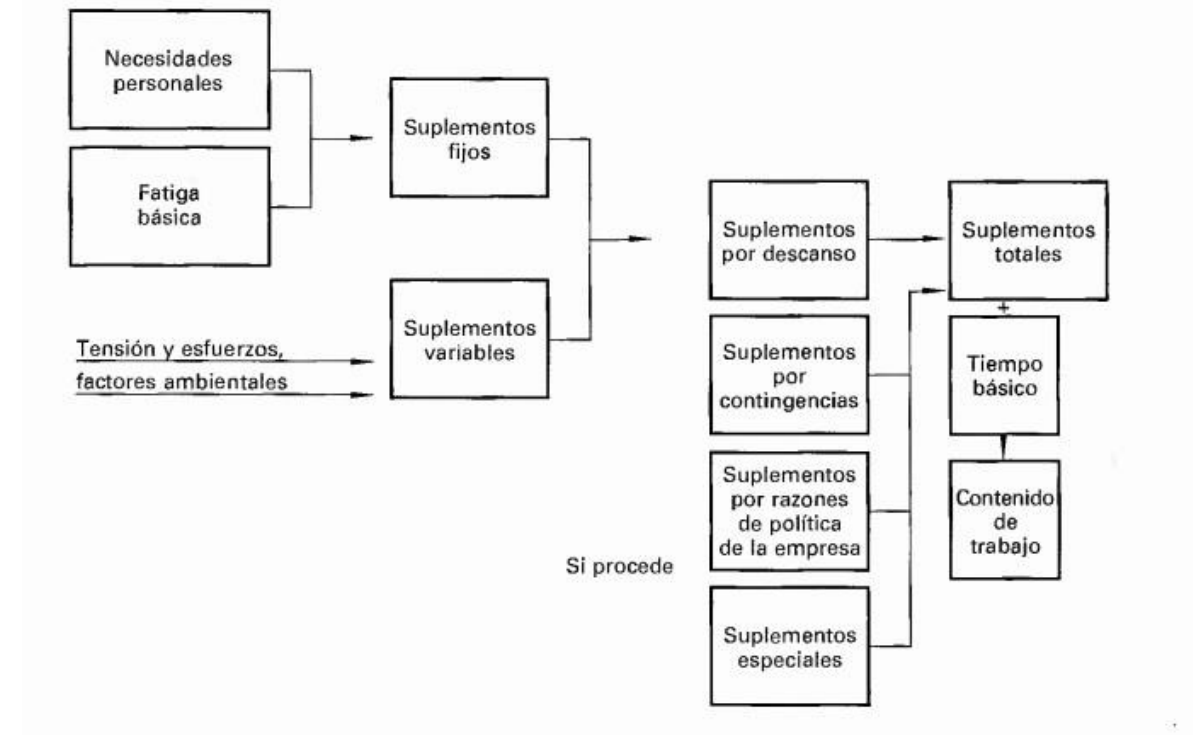 Necesidades
personales
Fatiga
básica
Tensión y esfuerzos,
factores ambientales
Suplementos
fijos
Suplementos
variables
Suplementos
por descanso
Suplementos
por
contingencias
Suplementos
por razones
de política
de la empresa
Si procede
Suplementos
especiales
Suplementos
totales
+
Tiempo
básico
Contenido
de
trabajo